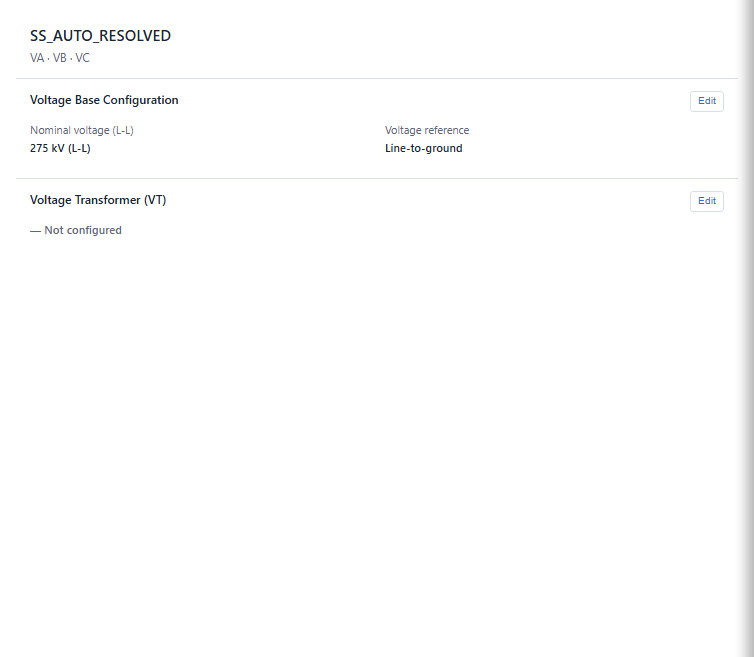 SS_AUTO_RESOLVED
VA · VB · VC
Voltage Base Configuration
Edit
Nominal voltage (L-L)
Voltage reference
275 kV (L-L)
Line-to-ground
Voltage Transformer (VT)
Edit
— Not configured